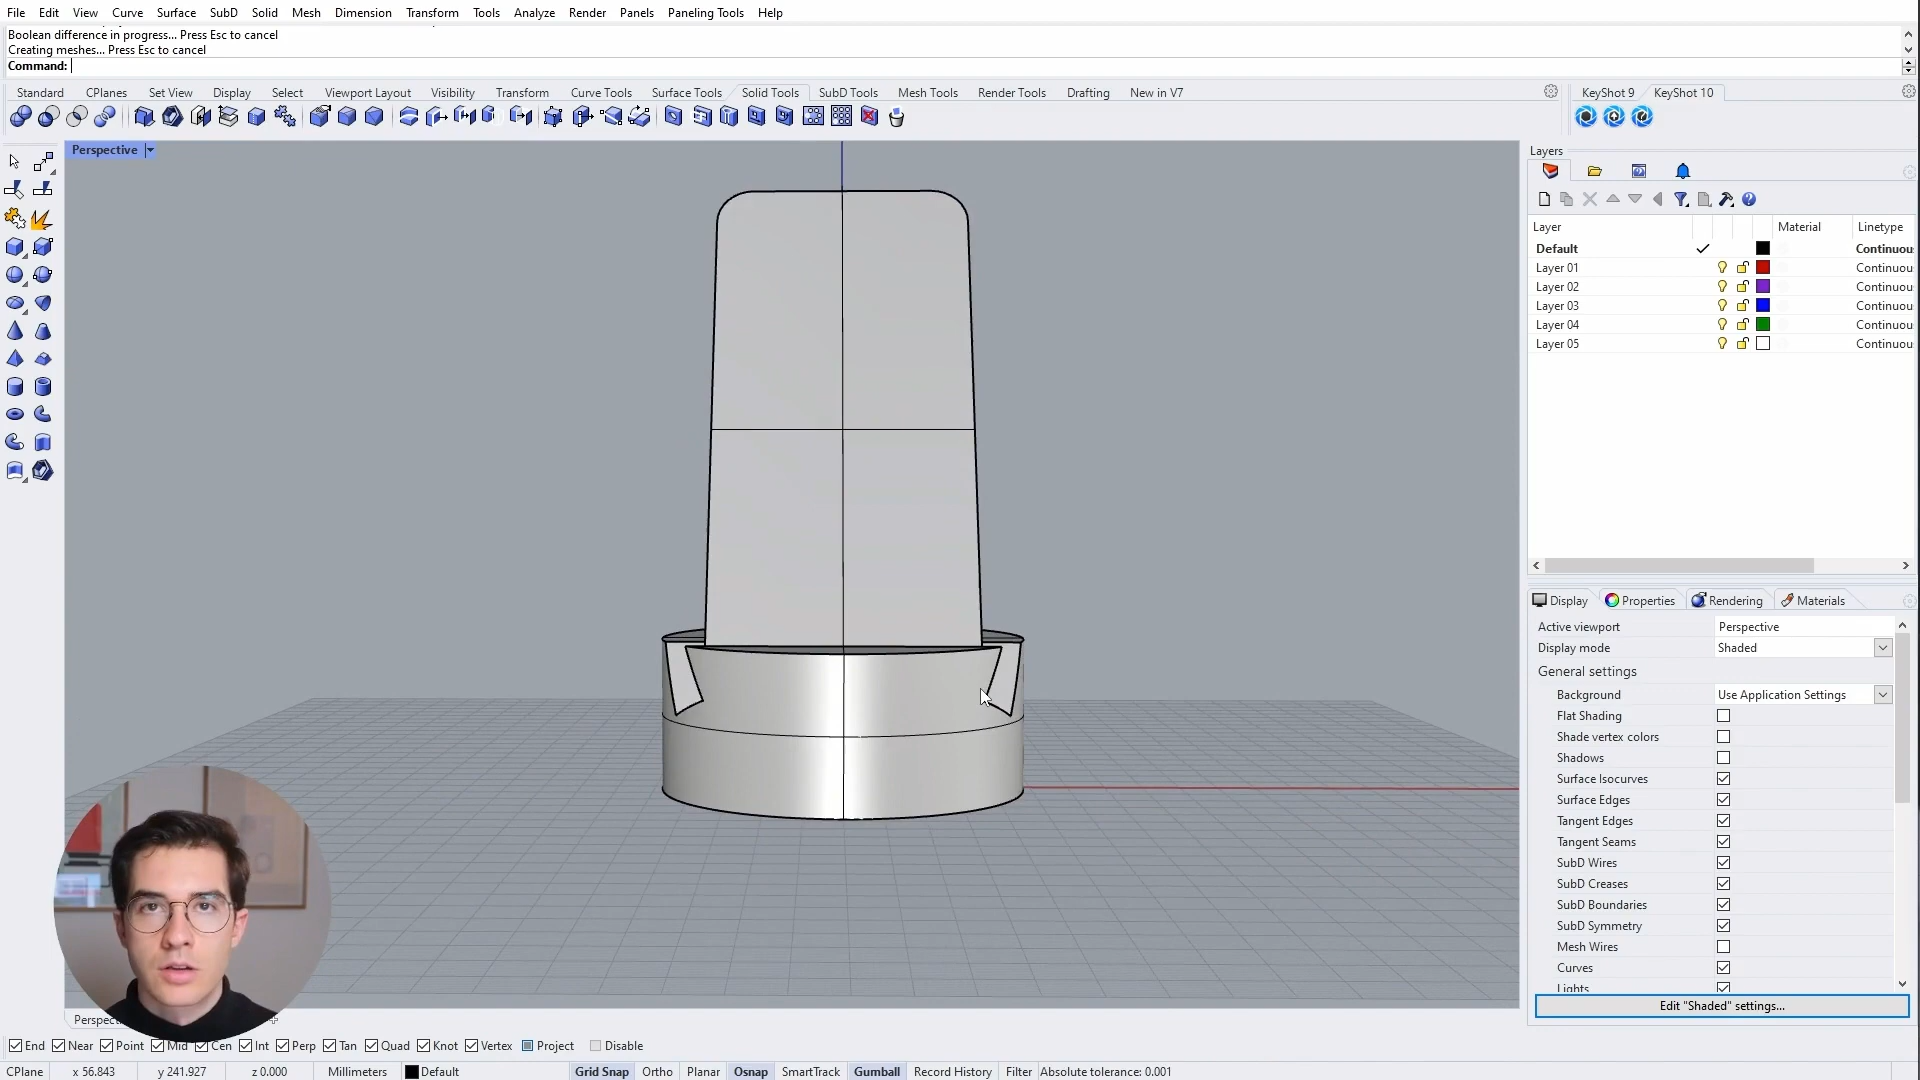 File Edit View Curve Surface SubD Solid Mesh Dimension Transform Tools Analyze Render Panels Paneling Tools Help
Boolean difference in progress... Press Esc to cancel
Creating meshes... Press Esc to cancel
Command:
Standard CPlanes Set View Display Select Viewport Layout Visibility Transform Curve Tools Surface Tools Solid Tools SubD Tools Mesh Tools Render Tools Drafting New in V7
KeyShot 9 KeyShot 10
Perspective
Layers
Layer Material Linetype
Default Continuou
Layer 01 Continuou
Layer 02 Continuou
Layer 03 Continuou
Layer 04 Continuou
Layer 05 Continuou
Display Properties Rendering Materials
Active viewport Perspective
Display mode Shaded
General settings
Background Use Application Settings
Flat Shading
Shade vertex colors
Shadows
Surface Isocurves
Surface Edges
Tangent Edges
Tangent Seams
SubD Wires
SubD Creases
SubD Boundaries
SubD Symmetry
Mesh Wires
Curves
Lights
Edit "Shaded" settings...
Perspec
End Near Point Mid Cen Int Perp Tan Quad Knot Vertex Project Disable
CPlane x 56.843 y 241.927 z 0.000 Millimeters Default Grid Snap Ortho Planar Osnap SmartTrack Gumball Record History Filter Absolute tolerance: 0.001